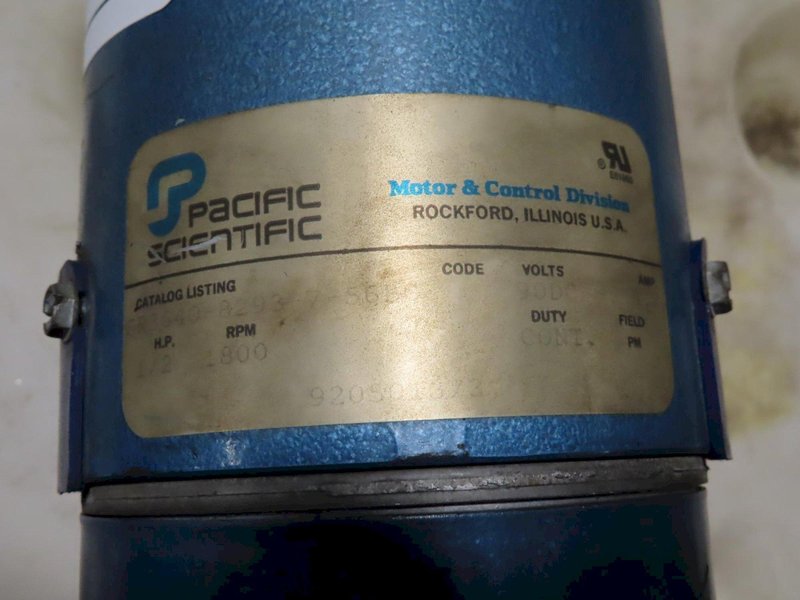 PACIFIC
SCIENTIFIC
Motor & Control Division
ROCKFORD, ILLINOIS U.S.A.
CATALOG LISTING CODE VOLTS AMP
H.P. RPM DUTY FIELD
1/2 1800 CONT. PM